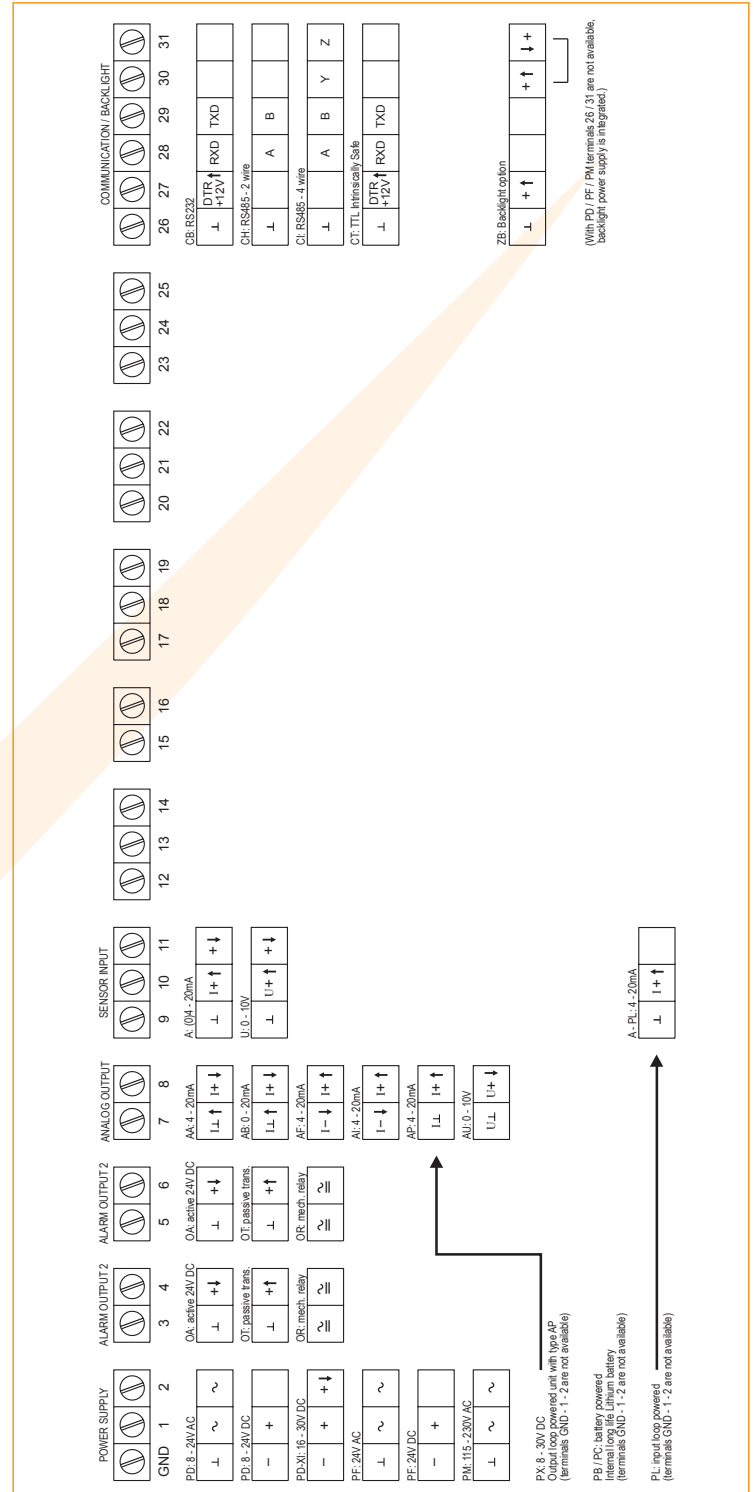 POWER SUPPLY
GND 1 2
PD: 8 - 24V AC
⊥ ~ ~
PD: 8 - 24V DC
− +
PD-XI: 16 - 30V DC
− + +↓
PF: 24V AC
⊥ ~ ~
PF: 24V DC
− +
PM: 115 - 230V AC
⊥ ~ ~
PX: 8 - 30V DC
Output loop powered unit with type AP
(terminals GND - 1 - 2 are not available)
PB / PC: battery powered
Internal long life Lithium battery
(terminals GND - 1 - 2 are not available)
PL: input loop powered
(terminals GND - 1 - 2 are not available)
ALARM OUTPUT 2
3 4
OA: active 24V DC
⊥ +↓
OT: passive trans.
⊥ +↑
OR: mech. relay
ALARM OUTPUT 2
5 6
OA: active 24V DC
⊥ +↓
OT: passive trans.
⊥ +↑
OR: mech. relay
ANALOG OUTPUT
7 8
AA: 4 - 20mA
I⊥↑ I+↓
AB: 0 - 20mA
I⊥↑ I+↓
AF: 4 - 20mA
I−↓ I+↑
AI: 4 - 20mA
I−↓ I+↑
AP: 4 - 20mA
I⊥ I+↑
AU: 0 - 10V
U⊥ U+↓
SENSOR INPUT
9 10 11
A: (0)4 - 20mA
⊥ I+↑ +↓
U: 0 - 10V
⊥ U+↑ +↓
A - PL: 4 - 20mA
⊥ I+↑
12 13 14
15 16
17 18 19
20 21 22
23 24 25
COMMUNICATION / BACKLIGHT
26 27 28 29 30 31
CB: RS232
⊥ DTR +12V↑ RXD TXD
CH: RS485 - 2 wire
⊥ A B
CI: RS485 - 4 wire
⊥ A B Y Z
CT: TTL Intrinsically Safe
⊥ DTR +12V↑ RXD TXD
ZB: Backlight option
⊥ +↑ +↑ ↓+
(With PD / PF / PM terminals 26 / 31 are not available,
backlight power supply is integrated.)